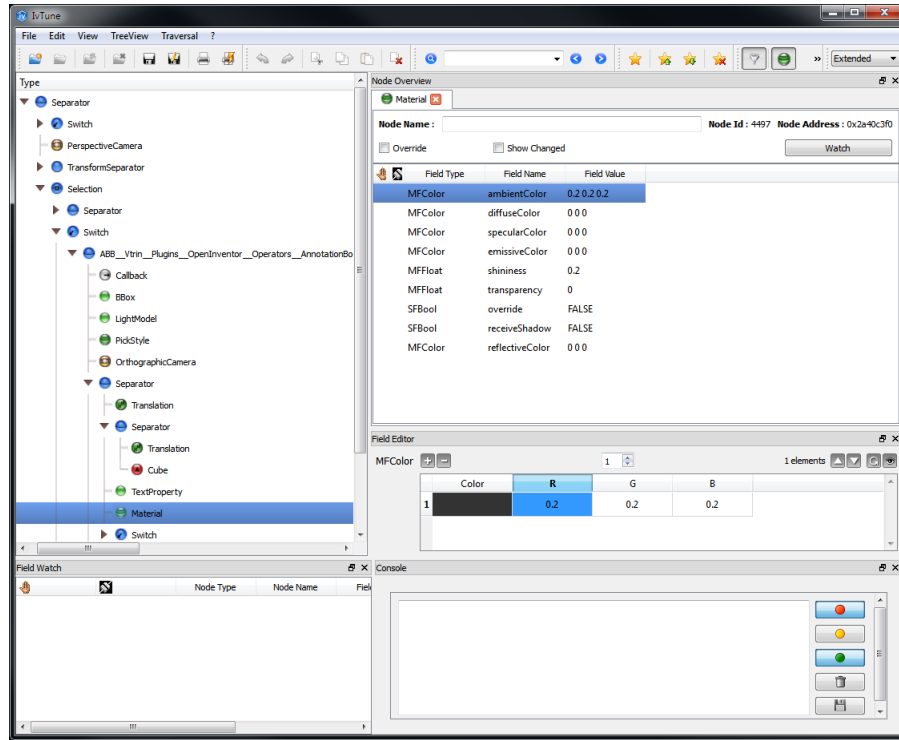 IvTune
File Edit View TreeView Traversal ?
» Extended
Type
Separator
Switch
PerspectiveCamera
TransformSeparator
Selection
Separator
Switch
ABB__Vtrin__Plugins__OpenInventor__Operators__AnnotationBo
Callback
BBox
LightModel
PickStyle
OrthographicCamera
Separator
Translation
Separator
Translation
Cube
TextProperty
Material
Switch
Node Overview
Material
Node Name : Node Id : 4497 Node Address : 0x2a40c3f0
Override Show Changed Watch
Field Type Field Name Field Value
MFColor ambientColor 0.2 0.2 0.2
MFColor diffuseColor 0 0 0
MFColor specularColor 0 0 0
MFColor emissiveColor 0 0 0
MFFloat shininess 0.2
MFFloat transparency 0
SFBool override FALSE
SFBool receiveShadow FALSE
MFColor reflectiveColor 0 0 0
Field Editor
MFColor 1 1 elements
Color R G B
1 0.2 0.2 0.2
Field Watch
Node Type Node Name Fiel
Console